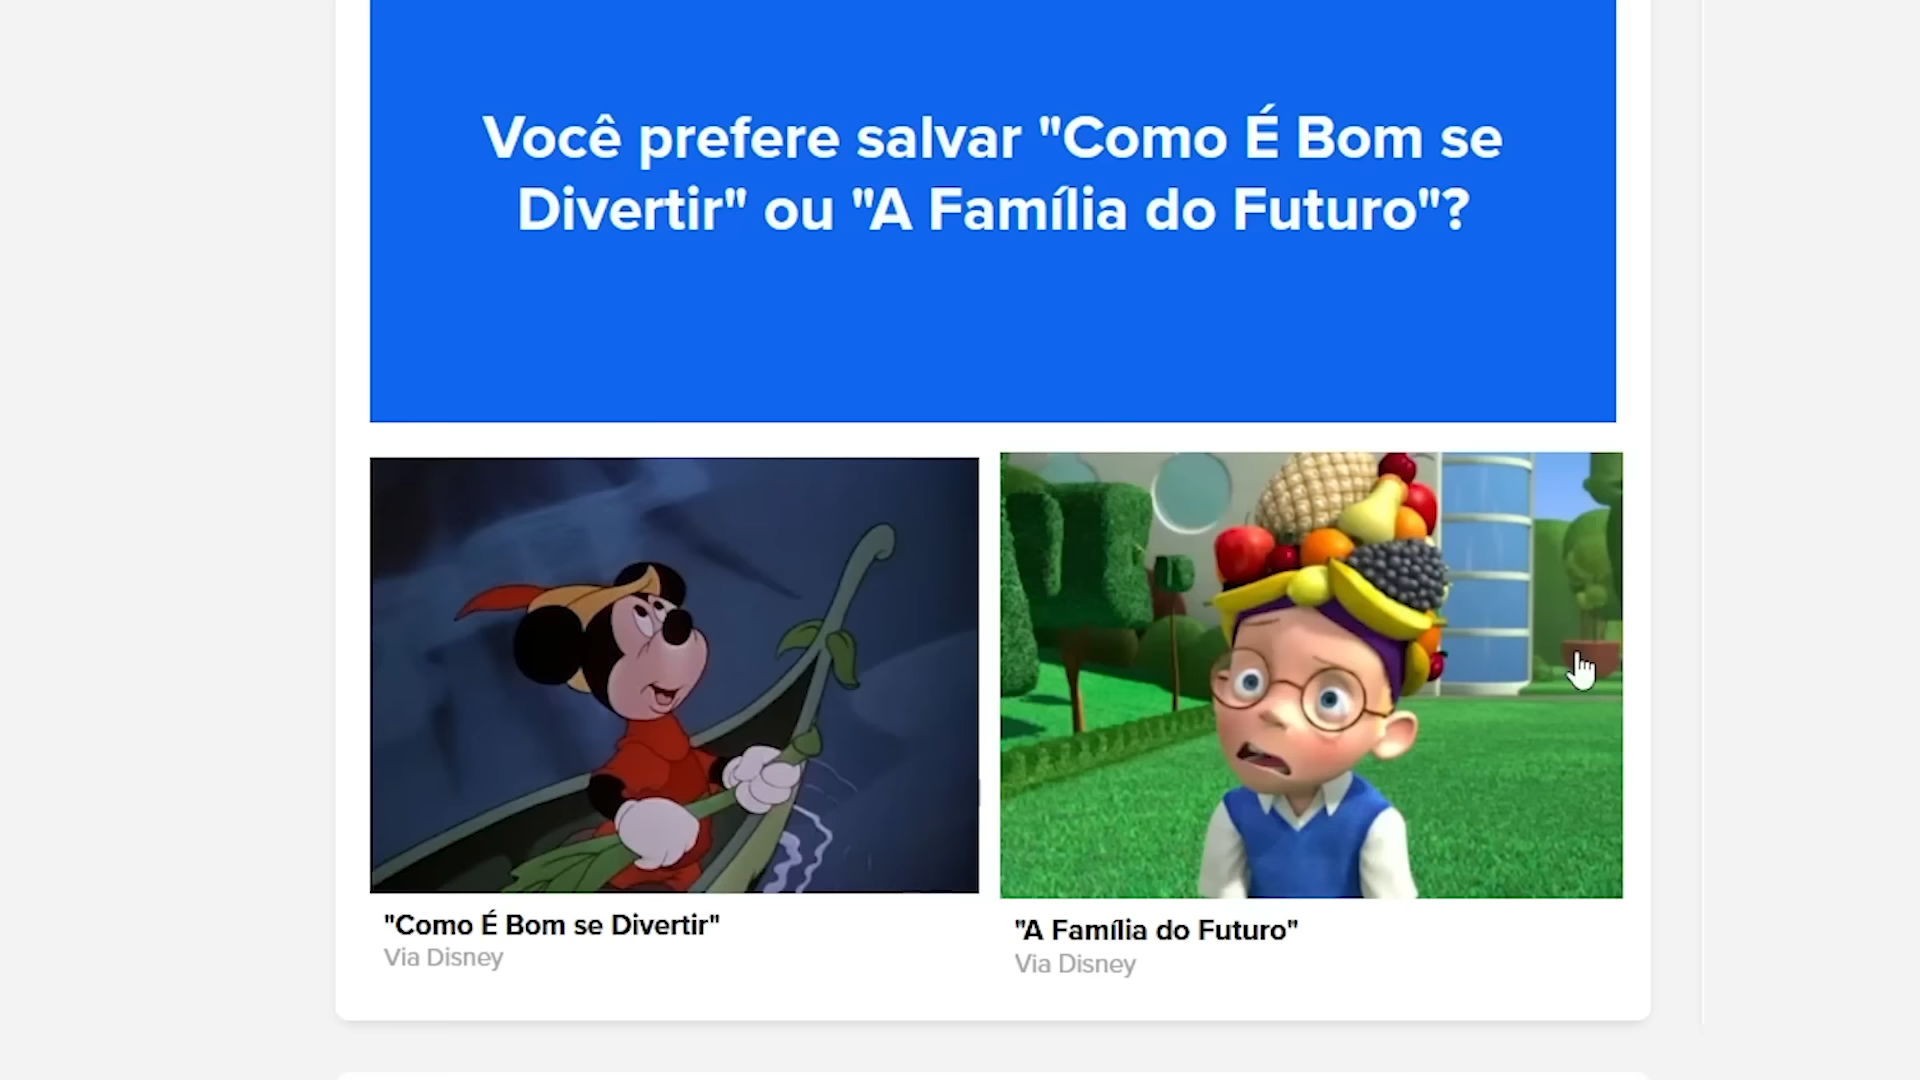 Você prefere salvar "Como É Bom se
Divertir" ou "A Família do Futuro"?
"Como É Bom se Divertir"
Via Disney
"A Família do Futuro"
Via Disney